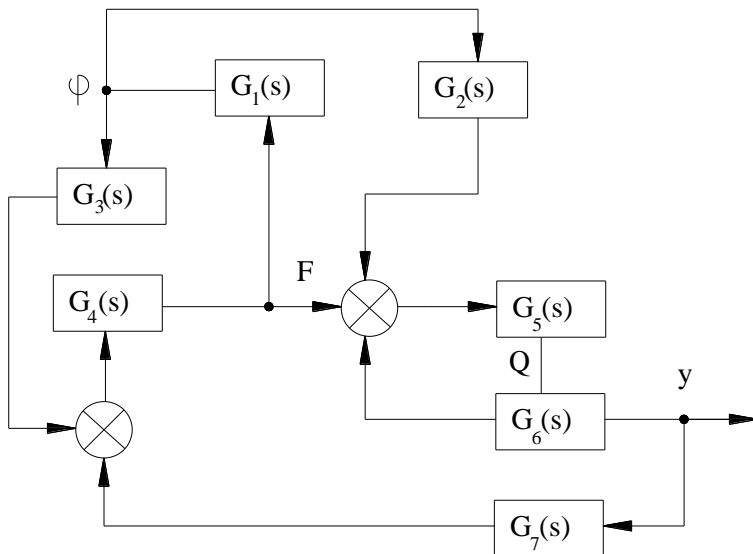 G₁(s)
G₂(s)
φ
G₃(s)
F
G₄(s)
G₅(s)
Q
y
G₆(s)
G₇(s)